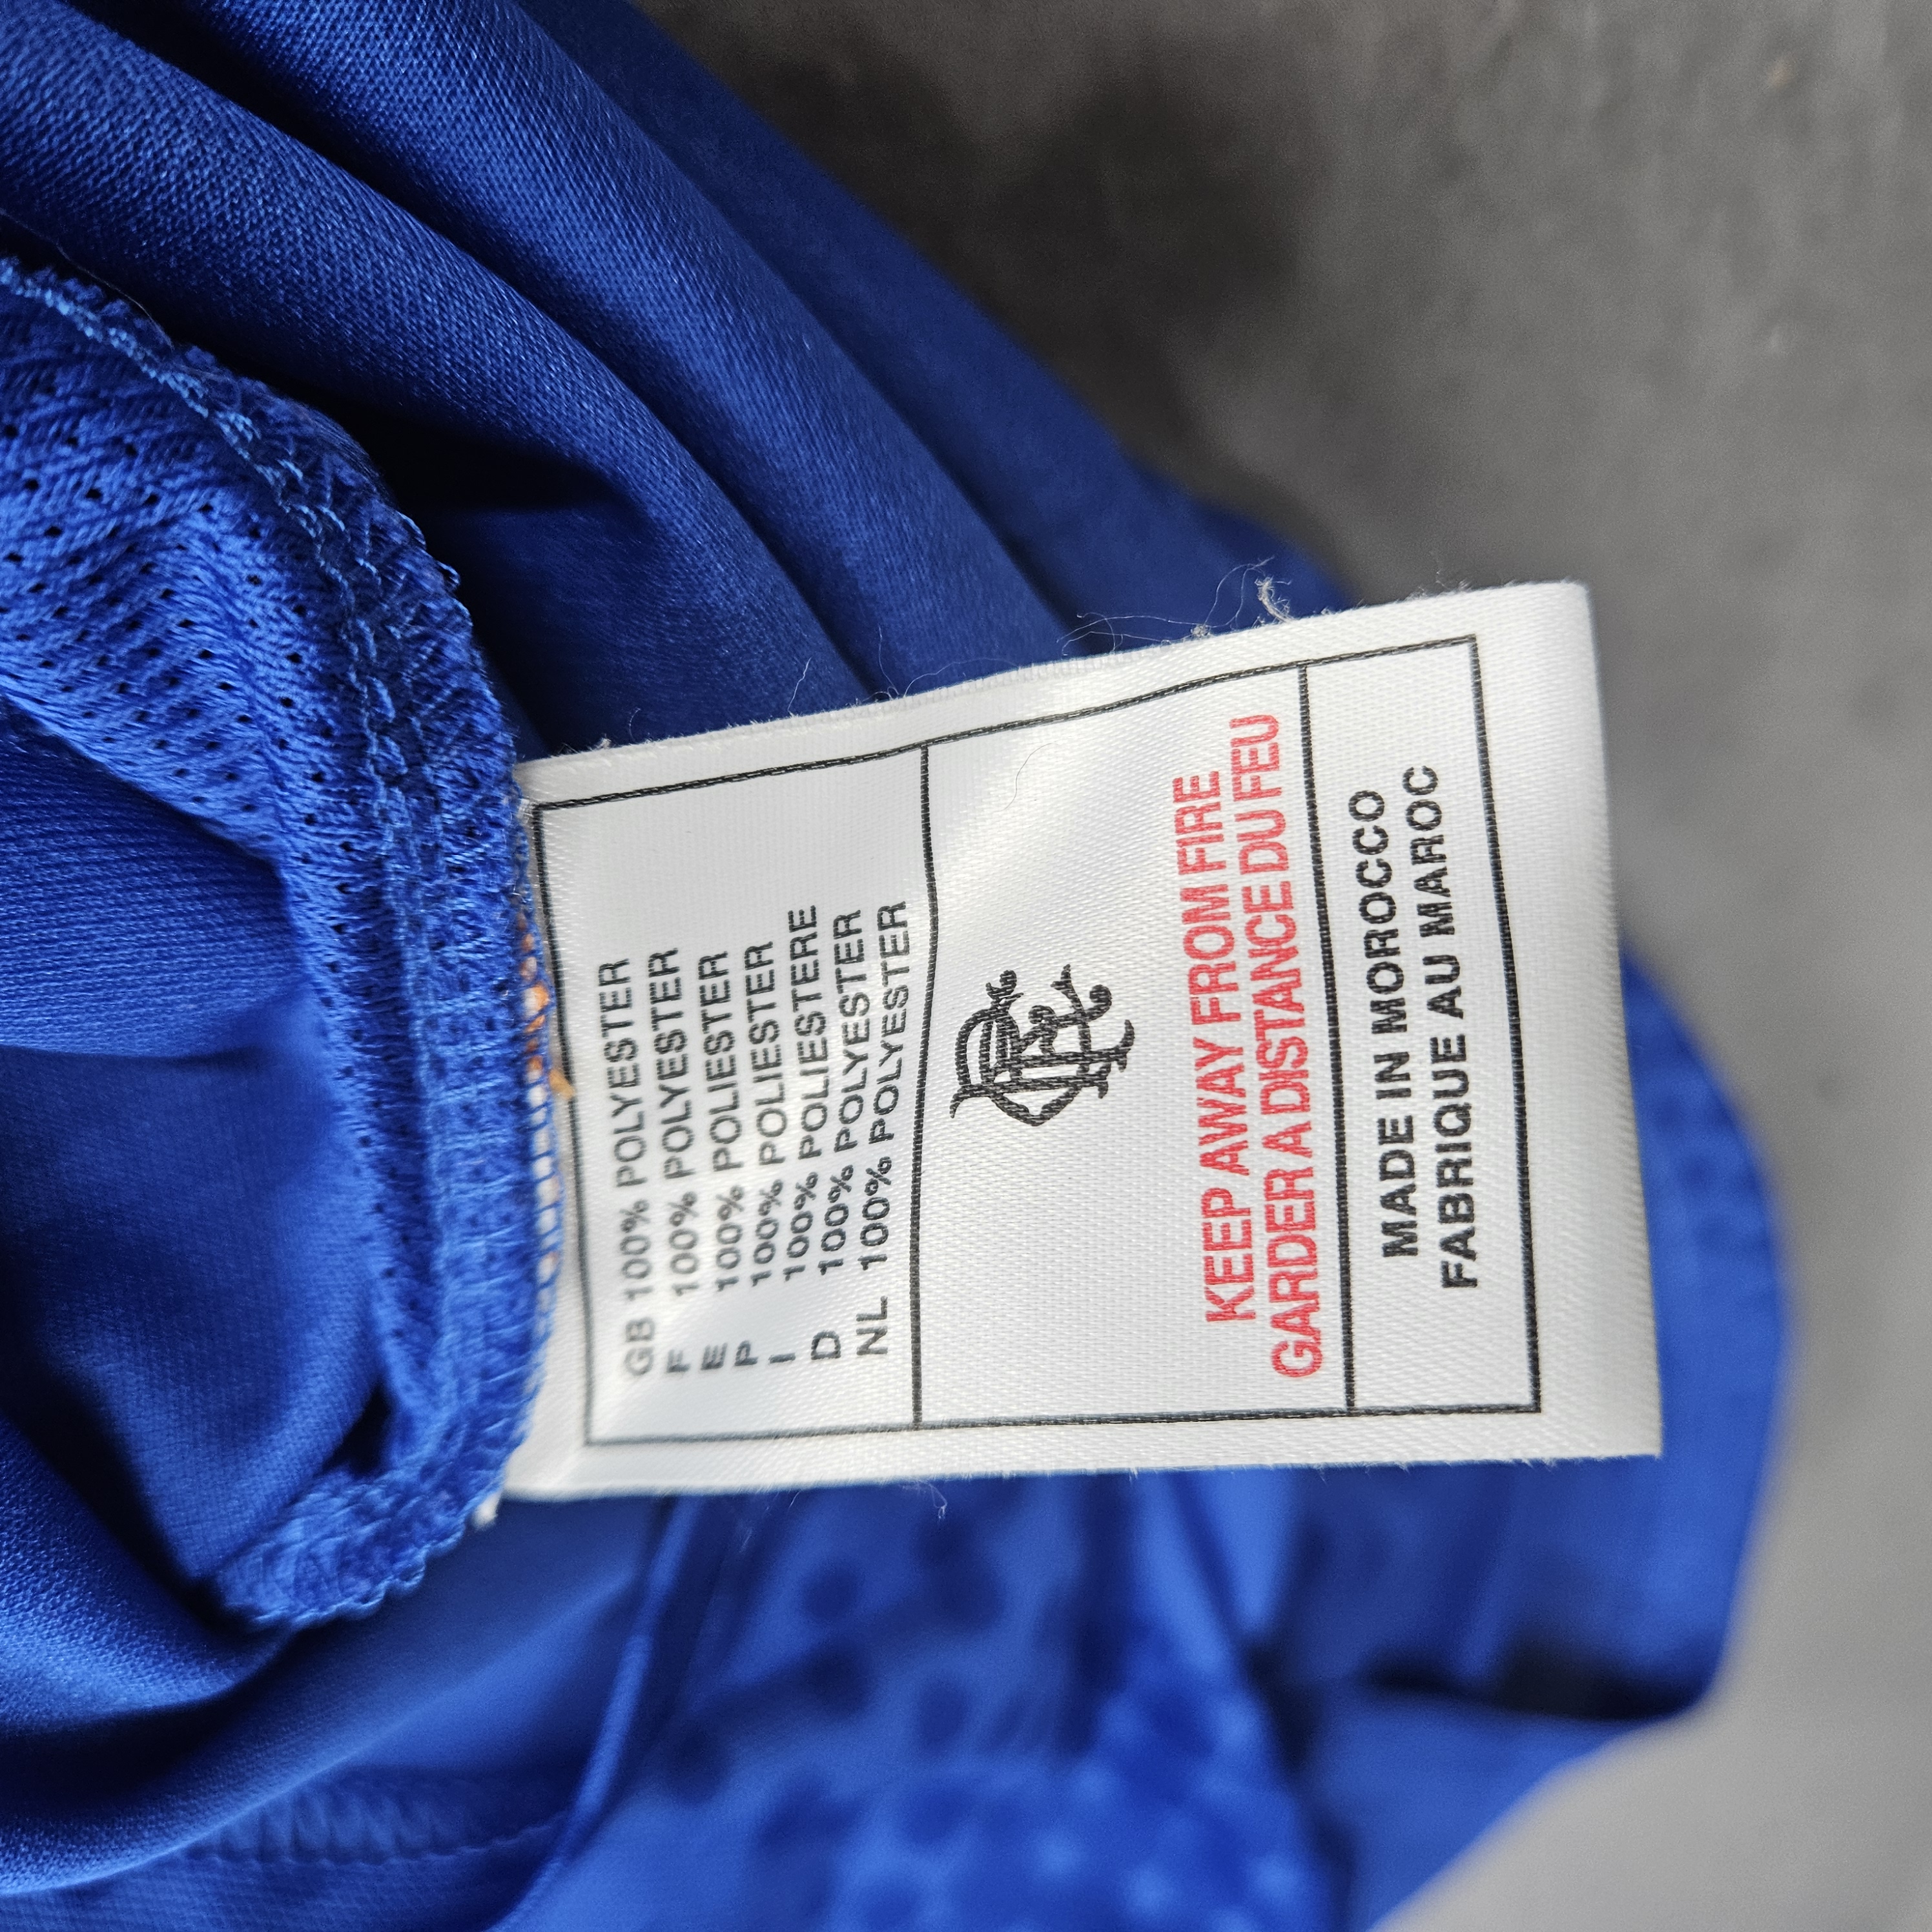 GB 100% POLYESTER
F 100% POLYESTER
E 100% POLIESTER
P 100% POLIESTER
I 100% POLIESTERE
D 100% POLYESTER
NL 100% POLYESTER
KEEP AWAY FROM FIRE
GARDER A DISTANCE DU FEU
MADE IN MOROCCO
FABRIQUE AU MAROC